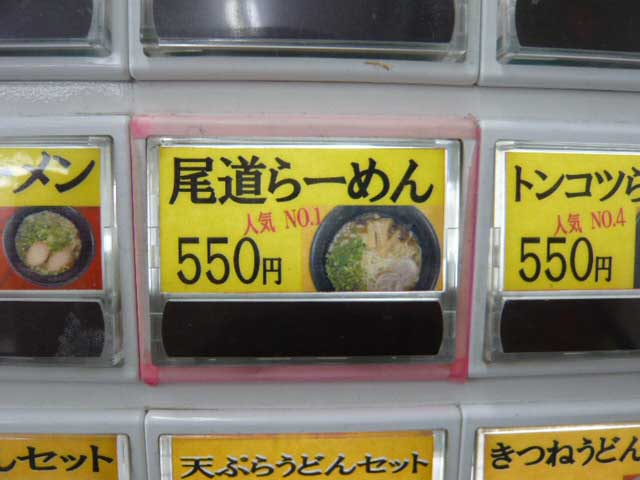 ーメン
尾道らーめん
人気 NO.1
550円
トンコツら
人気 NO.4
550円
んセット
天ぷらうどんセット
きつねうどん